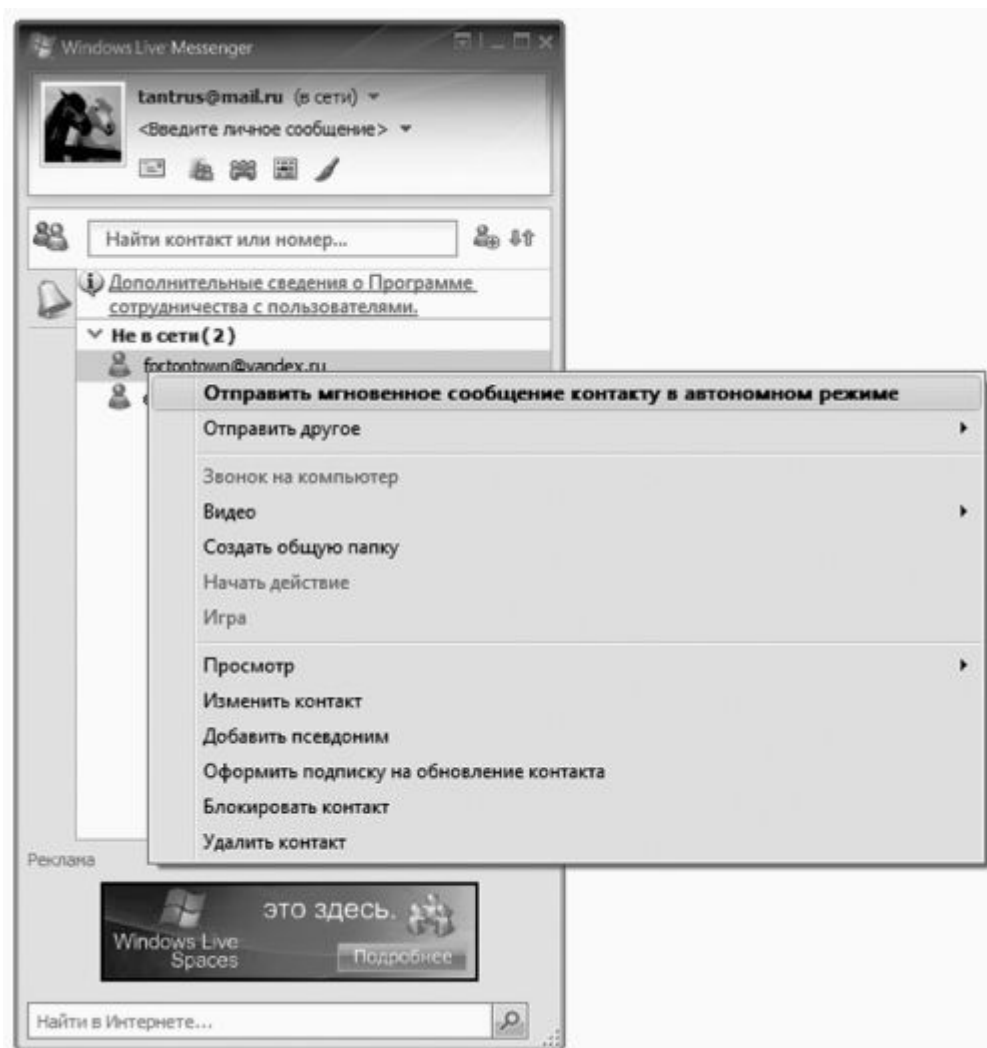 Windows Live Messenger
tantrus@mail.ru (в сети)
<Введите личное сообщение>
Найти контакт или номер...
Дополнительные сведения о Программе
сотрудничества с пользователями.
Не в сети (2)
fortontown@yandex.ru
Отправить мгновенное сообщение контакту в автономном режиме
Отправить другое
Звонок на компьютер
Видео
Создать общую папку
Начать действие
Игра
Просмотр
Изменить контакт
Добавить псевдоним
Оформить подписку на обновление контакта
Блокировать контакт
Удалить контакт
Реклама
это здесь.
Windows Live
Spaces
Подробнее
Найти в Интернете...